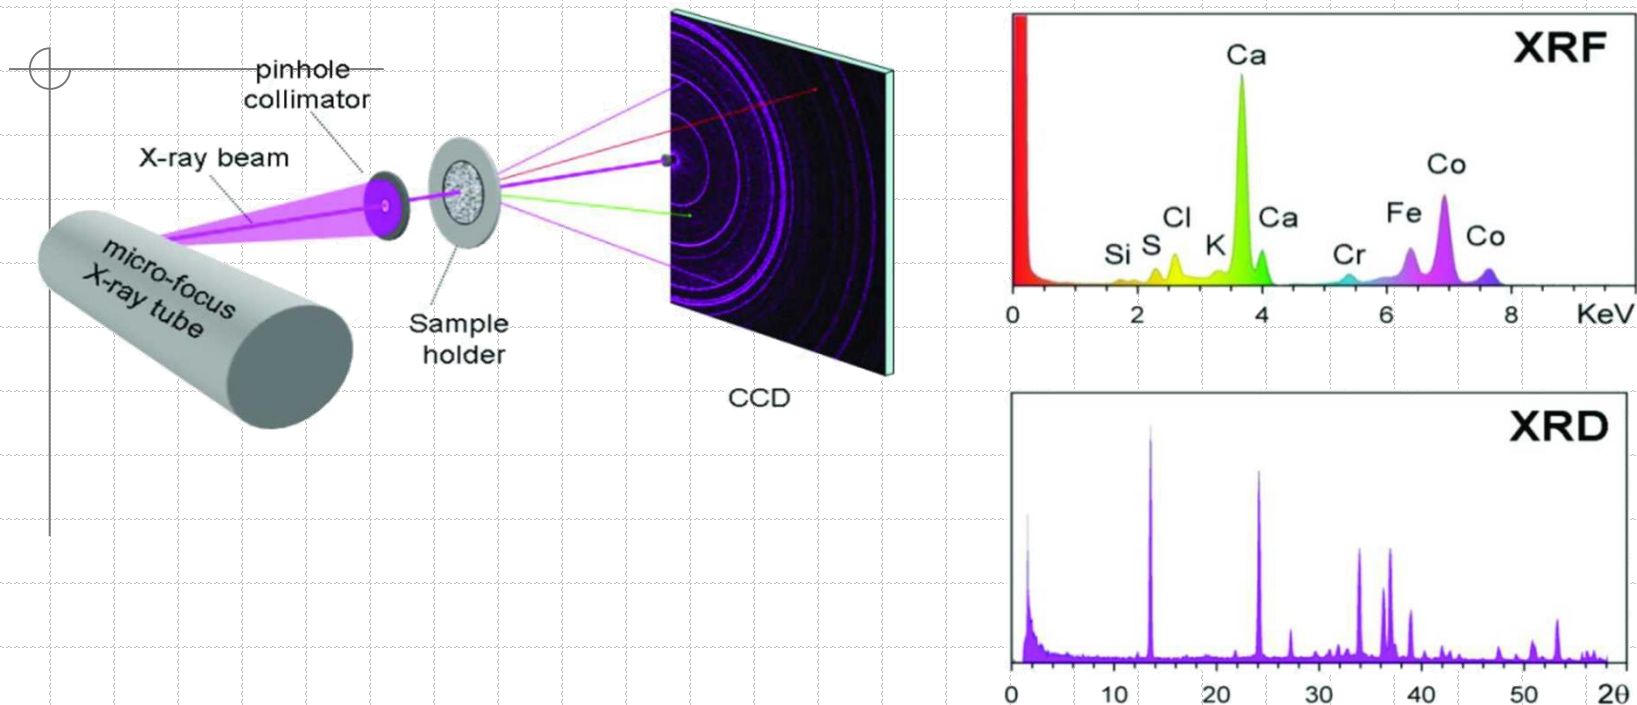 pinhole
collimator
X-ray beam
micro-focus
X-ray tube
Sample
holder
CCD
XRF
Ca
Co
Fe
Cl
Ca
Co
Si
S
K
Cr
0 2 4 6 8 KeV
XRD
0 10 20 30 40 50 2θ